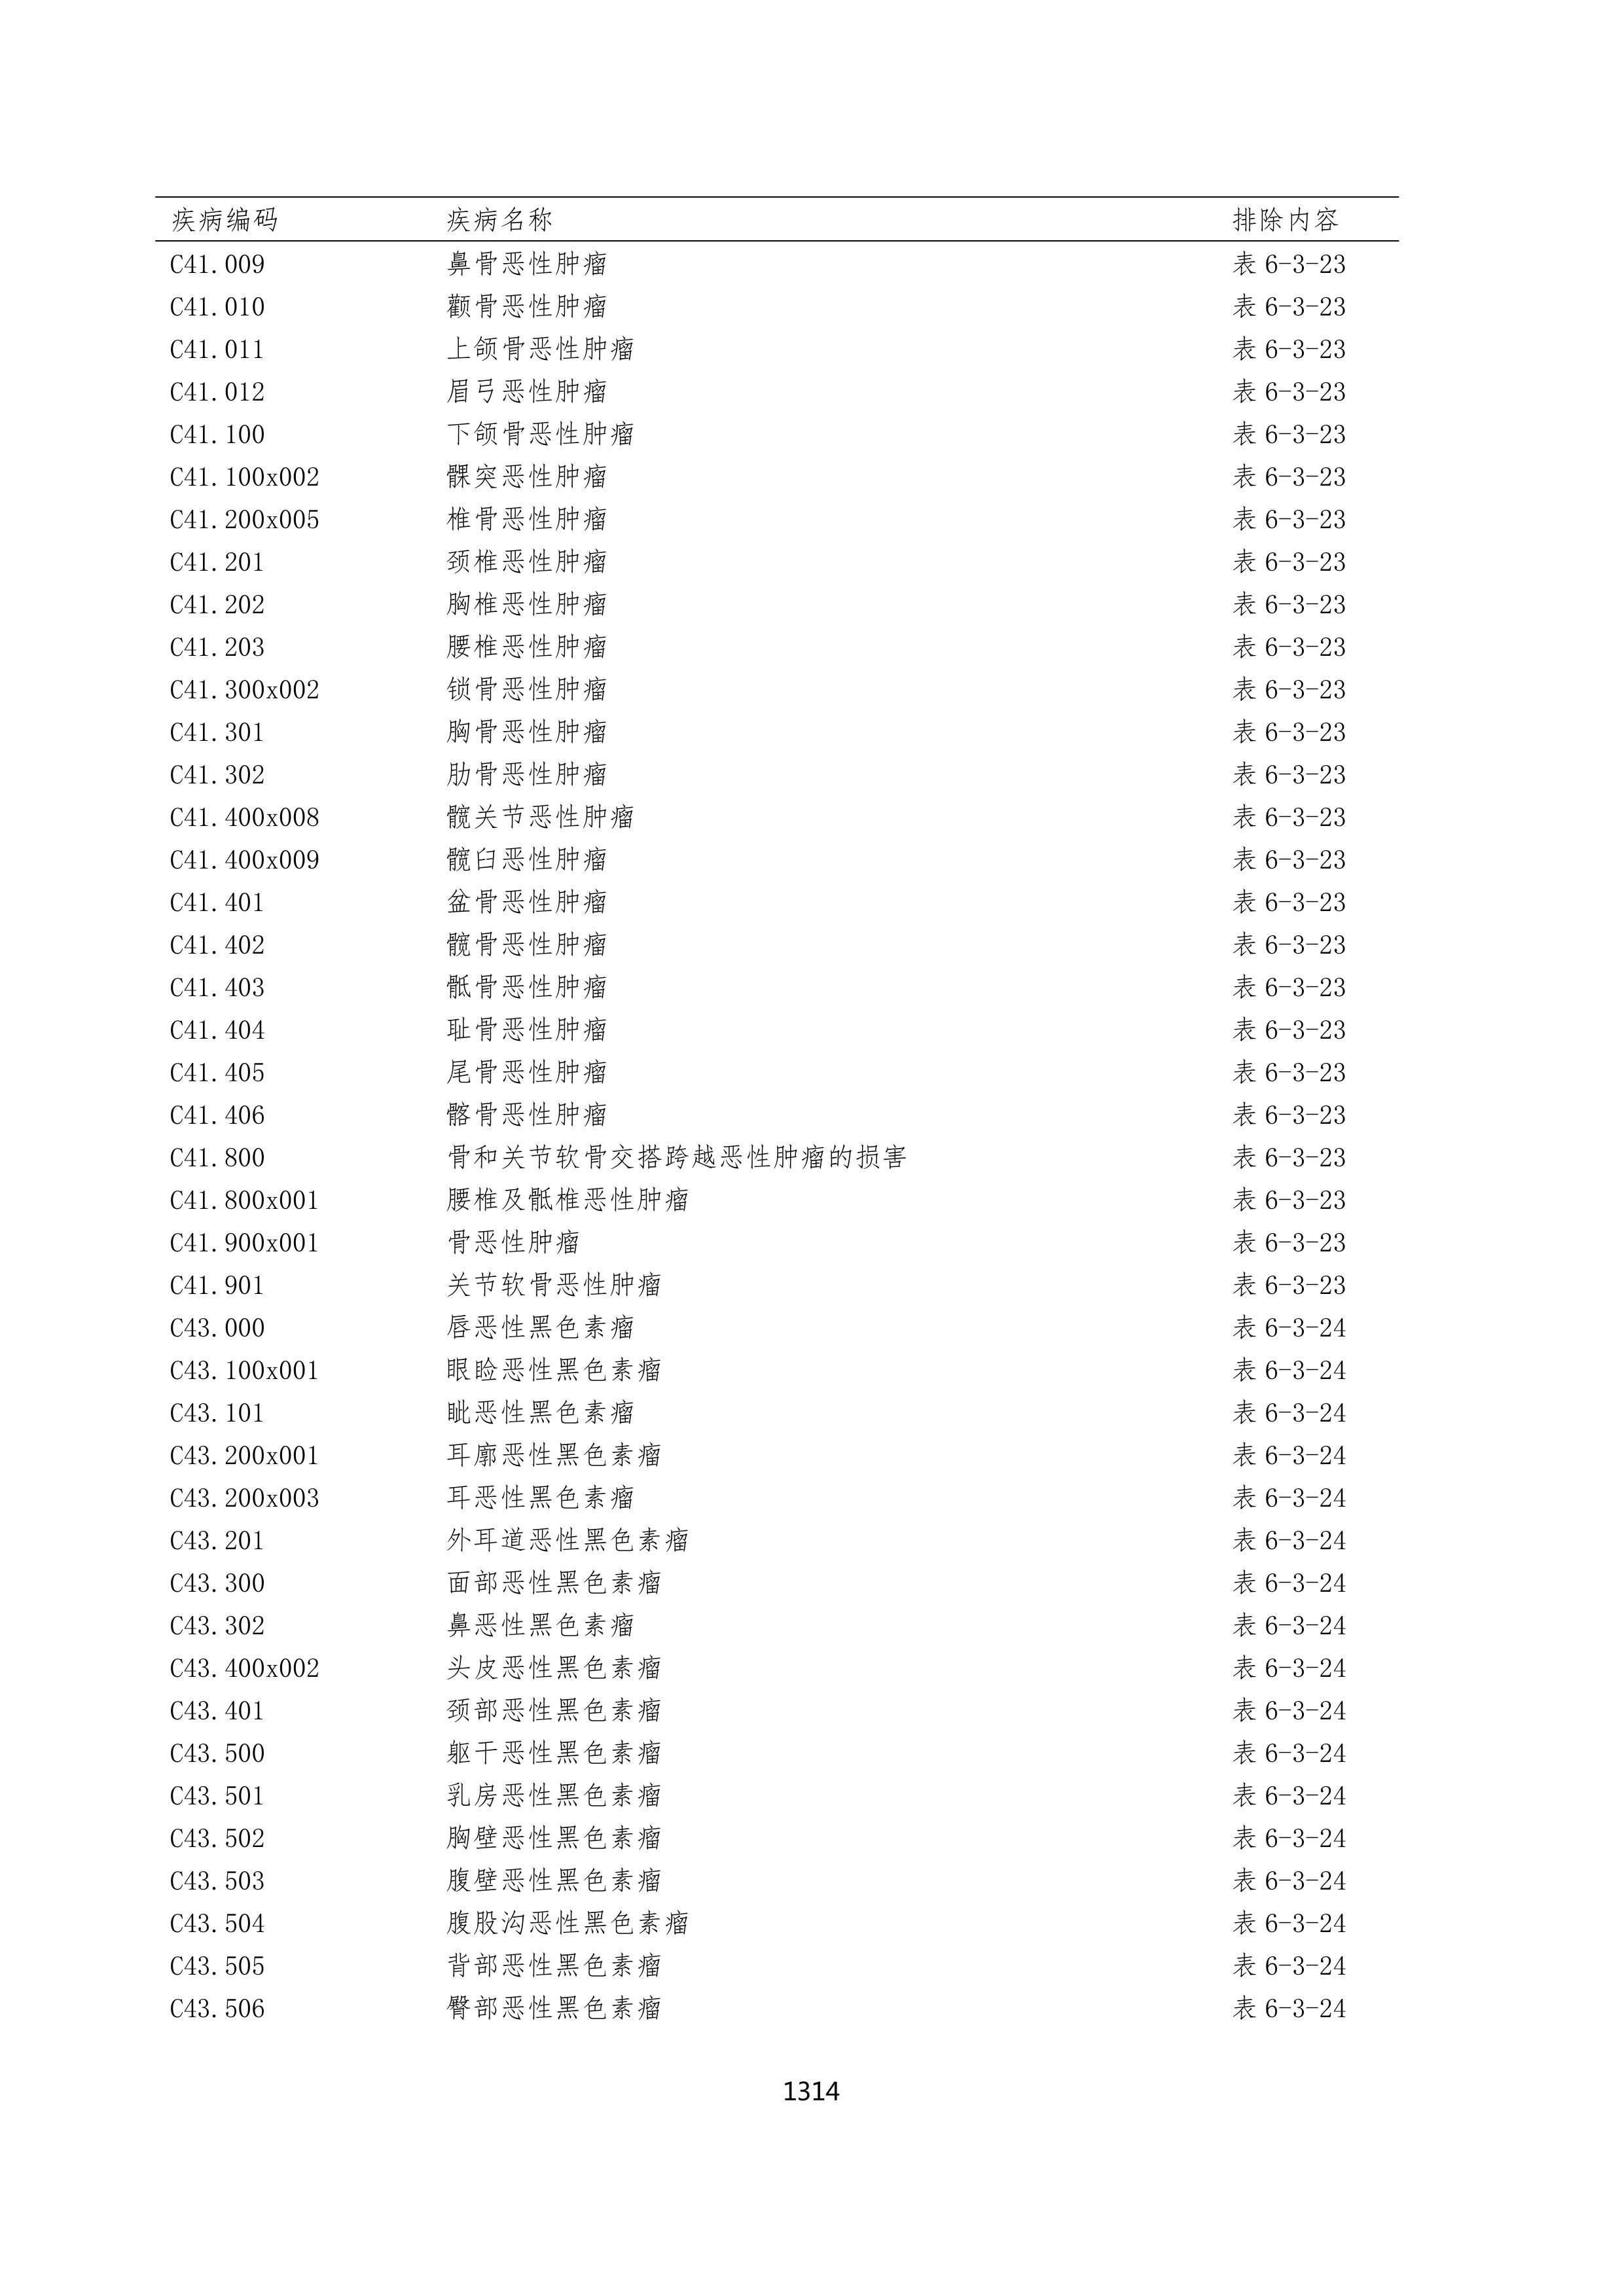 疾病编码 疾病名称 排除内容
C41.009 鼻骨恶性肿瘤 表 6-3-23
C41.010 颧骨恶性肿瘤 表 6-3-23
C41.011 上颌骨恶性肿瘤 表 6-3-23
C41.012 眉弓恶性肿瘤 表 6-3-23
C41.100 下颌骨恶性肿瘤 表 6-3-23
C41.100x002 髁突恶性肿瘤 表 6-3-23
C41.200x005 椎骨恶性肿瘤 表 6-3-23
C41.201 颈椎恶性肿瘤 表 6-3-23
C41.202 胸椎恶性肿瘤 表 6-3-23
C41.203 腰椎恶性肿瘤 表 6-3-23
C41.300x002 锁骨恶性肿瘤 表 6-3-23
C41.301 胸骨恶性肿瘤 表 6-3-23
C41.302 肋骨恶性肿瘤 表 6-3-23
C41.400x008 髋关节恶性肿瘤 表 6-3-23
C41.400x009 髋臼恶性肿瘤 表 6-3-23
C41.401 盆骨恶性肿瘤 表 6-3-23
C41.402 髋骨恶性肿瘤 表 6-3-23
C41.403 骶骨恶性肿瘤 表 6-3-23
C41.404 耻骨恶性肿瘤 表 6-3-23
C41.405 尾骨恶性肿瘤 表 6-3-23
C41.406 髂骨恶性肿瘤 表 6-3-23
C41.800 骨和关节软骨交搭跨越恶性肿瘤的损害 表 6-3-23
C41.800x001 腰椎及骶椎恶性肿瘤 表 6-3-23
C41.900x001 骨恶性肿瘤 表 6-3-23
C41.901 关节软骨恶性肿瘤 表 6-3-23
C43.000 唇恶性黑色素瘤 表 6-3-24
C43.100x001 眼睑恶性黑色素瘤 表 6-3-24
C43.101 眦恶性黑色素瘤 表 6-3-24
C43.200x001 耳廓恶性黑色素瘤 表 6-3-24
C43.200x003 耳恶性黑色素瘤 表 6-3-24
C43.201 外耳道恶性黑色素瘤 表 6-3-24
C43.300 面部恶性黑色素瘤 表 6-3-24
C43.302 鼻恶性黑色素瘤 表 6-3-24
C43.400x002 头皮恶性黑色素瘤 表 6-3-24
C43.401 颈部恶性黑色素瘤 表 6-3-24
C43.500 躯干恶性黑色素瘤 表 6-3-24
C43.501 乳房恶性黑色素瘤 表 6-3-24
C43.502 胸壁恶性黑色素瘤 表 6-3-24
C43.503 腹壁恶性黑色素瘤 表 6-3-24
C43.504 腹股沟恶性黑色素瘤 表 6-3-24
C43.505 背部恶性黑色素瘤 表 6-3-24
C43.506 臀部恶性黑色素瘤 表 6-3-24
1314